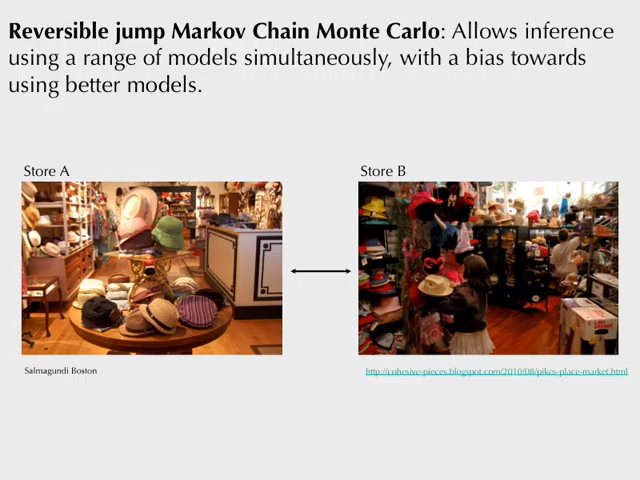 Reversible jump Markov Chain Monte Carlo: Allows inference
using a range of models simultaneously, with a bias towards
using better models.
Store A
Store B
Salmagundi Boston
http://cohesive-pieces.blogspot.com/2010/08/pikes-place-market.html